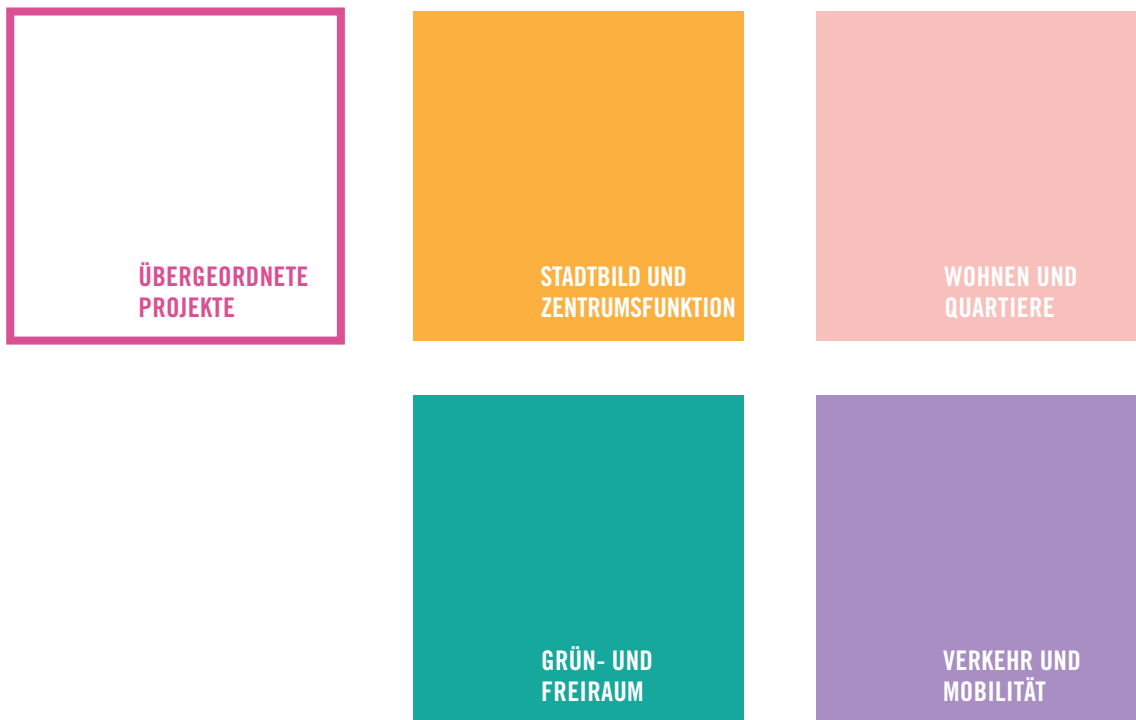 ÜBERGEORDNETE
PROJEKTE
STADTBILD UND
ZENTRUMSFUNKTION
WOHNEN UND
QUARTIERE
GRÜN- UND
FREIRAUM
VERKEHR UND
MOBILITÄT